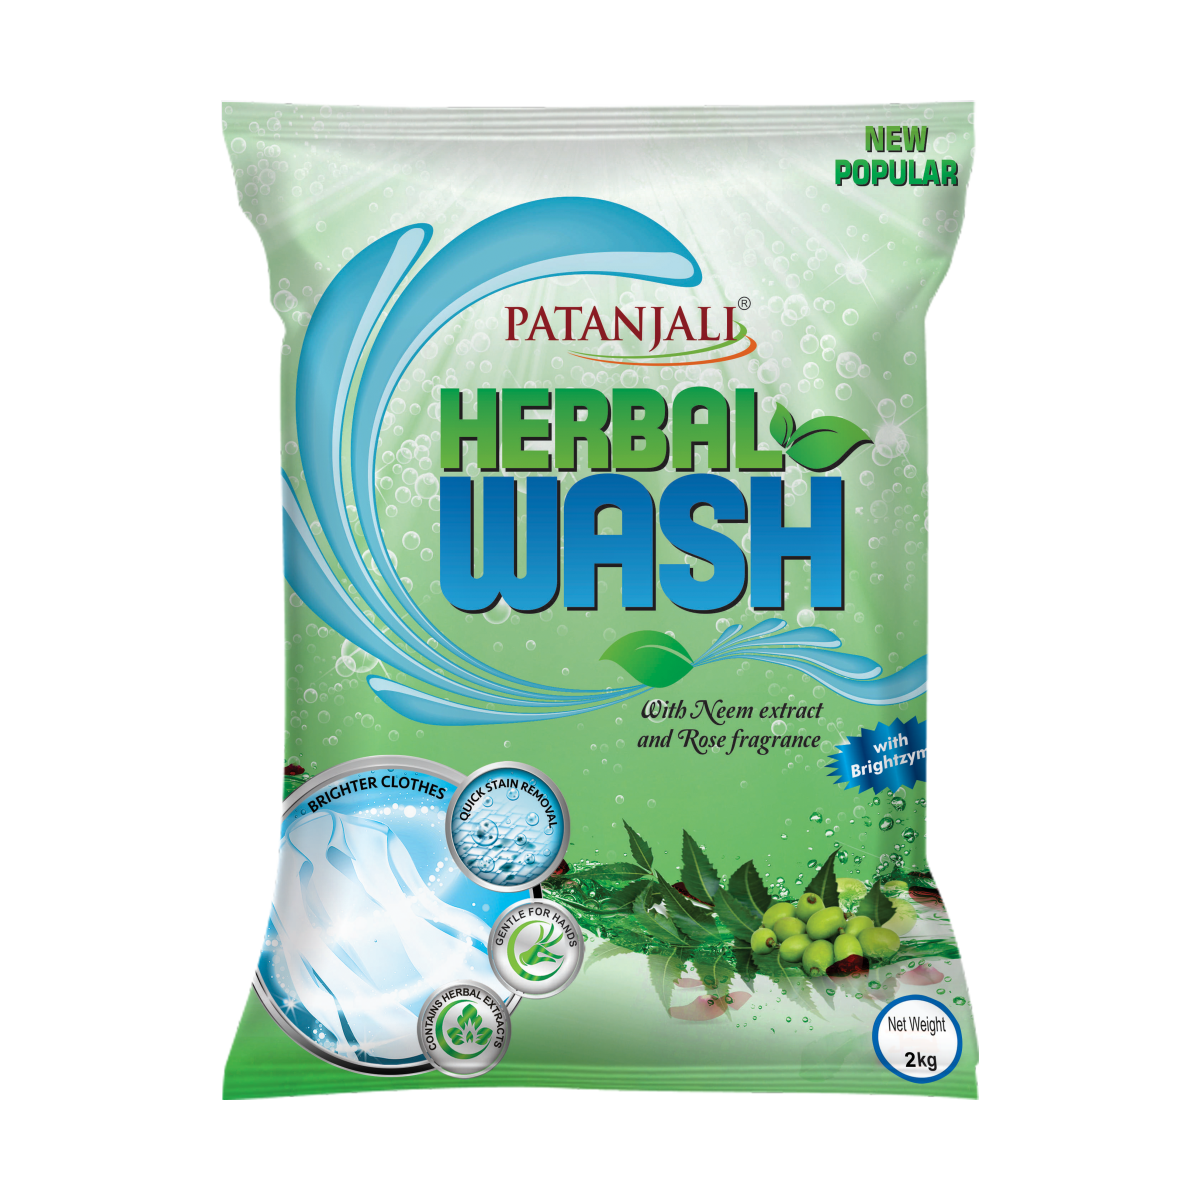 NEW
POPULAR
PATANJALI®
HERBAL
WASH
With Neem extract
and Rose fragrance
with
Brightzym
BRIGHTER CLOTHES
QUICK STAIN REMOVAL
GENTLE FOR HANDS
CONTAINS HERBAL EXTRACTS
Net Weight
2kg